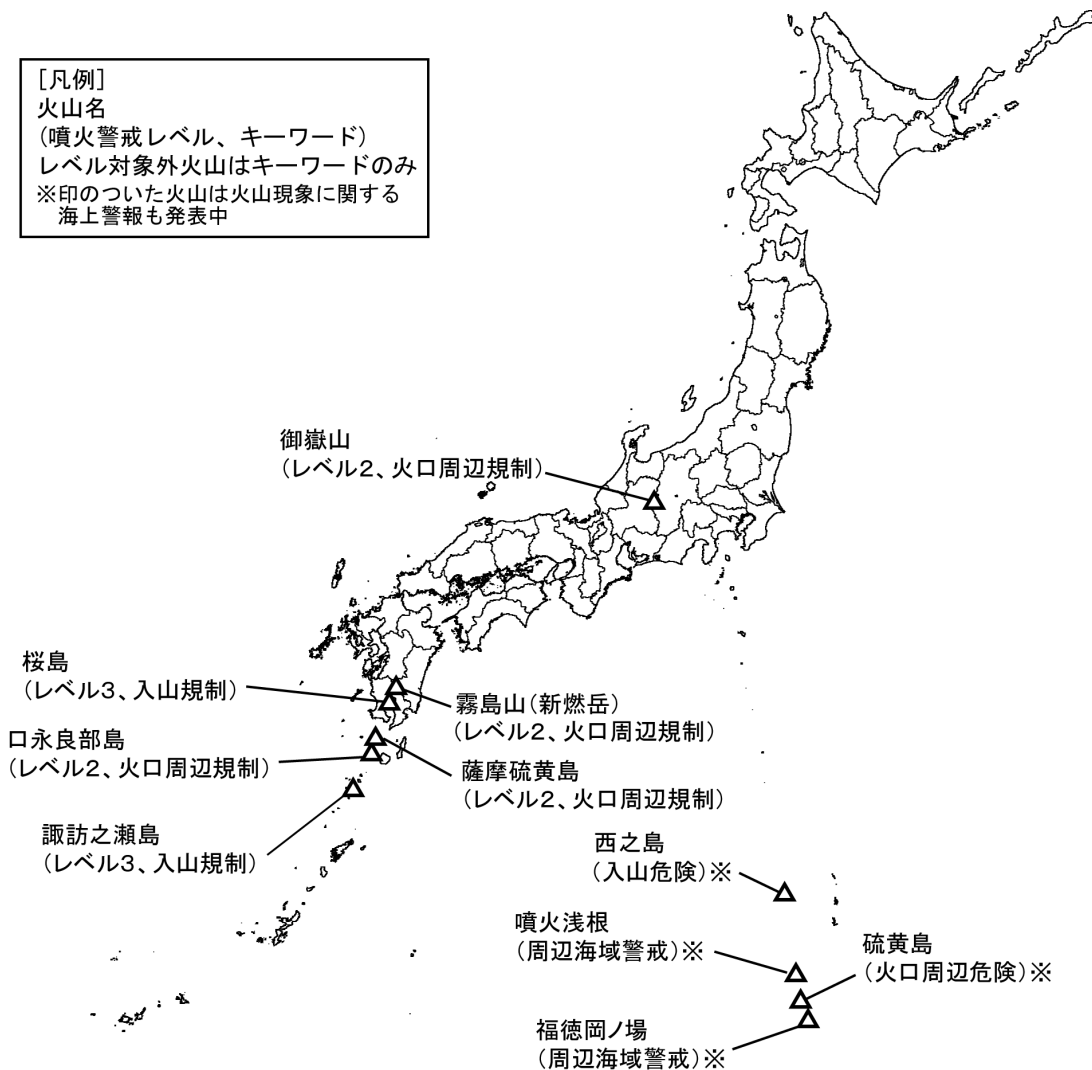 [凡例]
火山名
(噴火警戒レベル、キーワード)
レベル対象外火山はキーワードのみ
※印のついた火山は火山現象に関する
海上警報も発表中
御嶽山
(レベル2、火口周辺規制)
桜島
(レベル3、入山規制)
霧島山(新燃岳)
(レベル2、火口周辺規制)
口永良部島
(レベル2、火口周辺規制)
薩摩硫黄島
(レベル2、火口周辺規制)
諏訪之瀬島
(レベル3、入山規制)
西之島
(入山危険)※
噴火浅根
(周辺海域警戒)※
硫黄島
(火口周辺危険)※
福徳岡ノ場
(周辺海域警戒)※